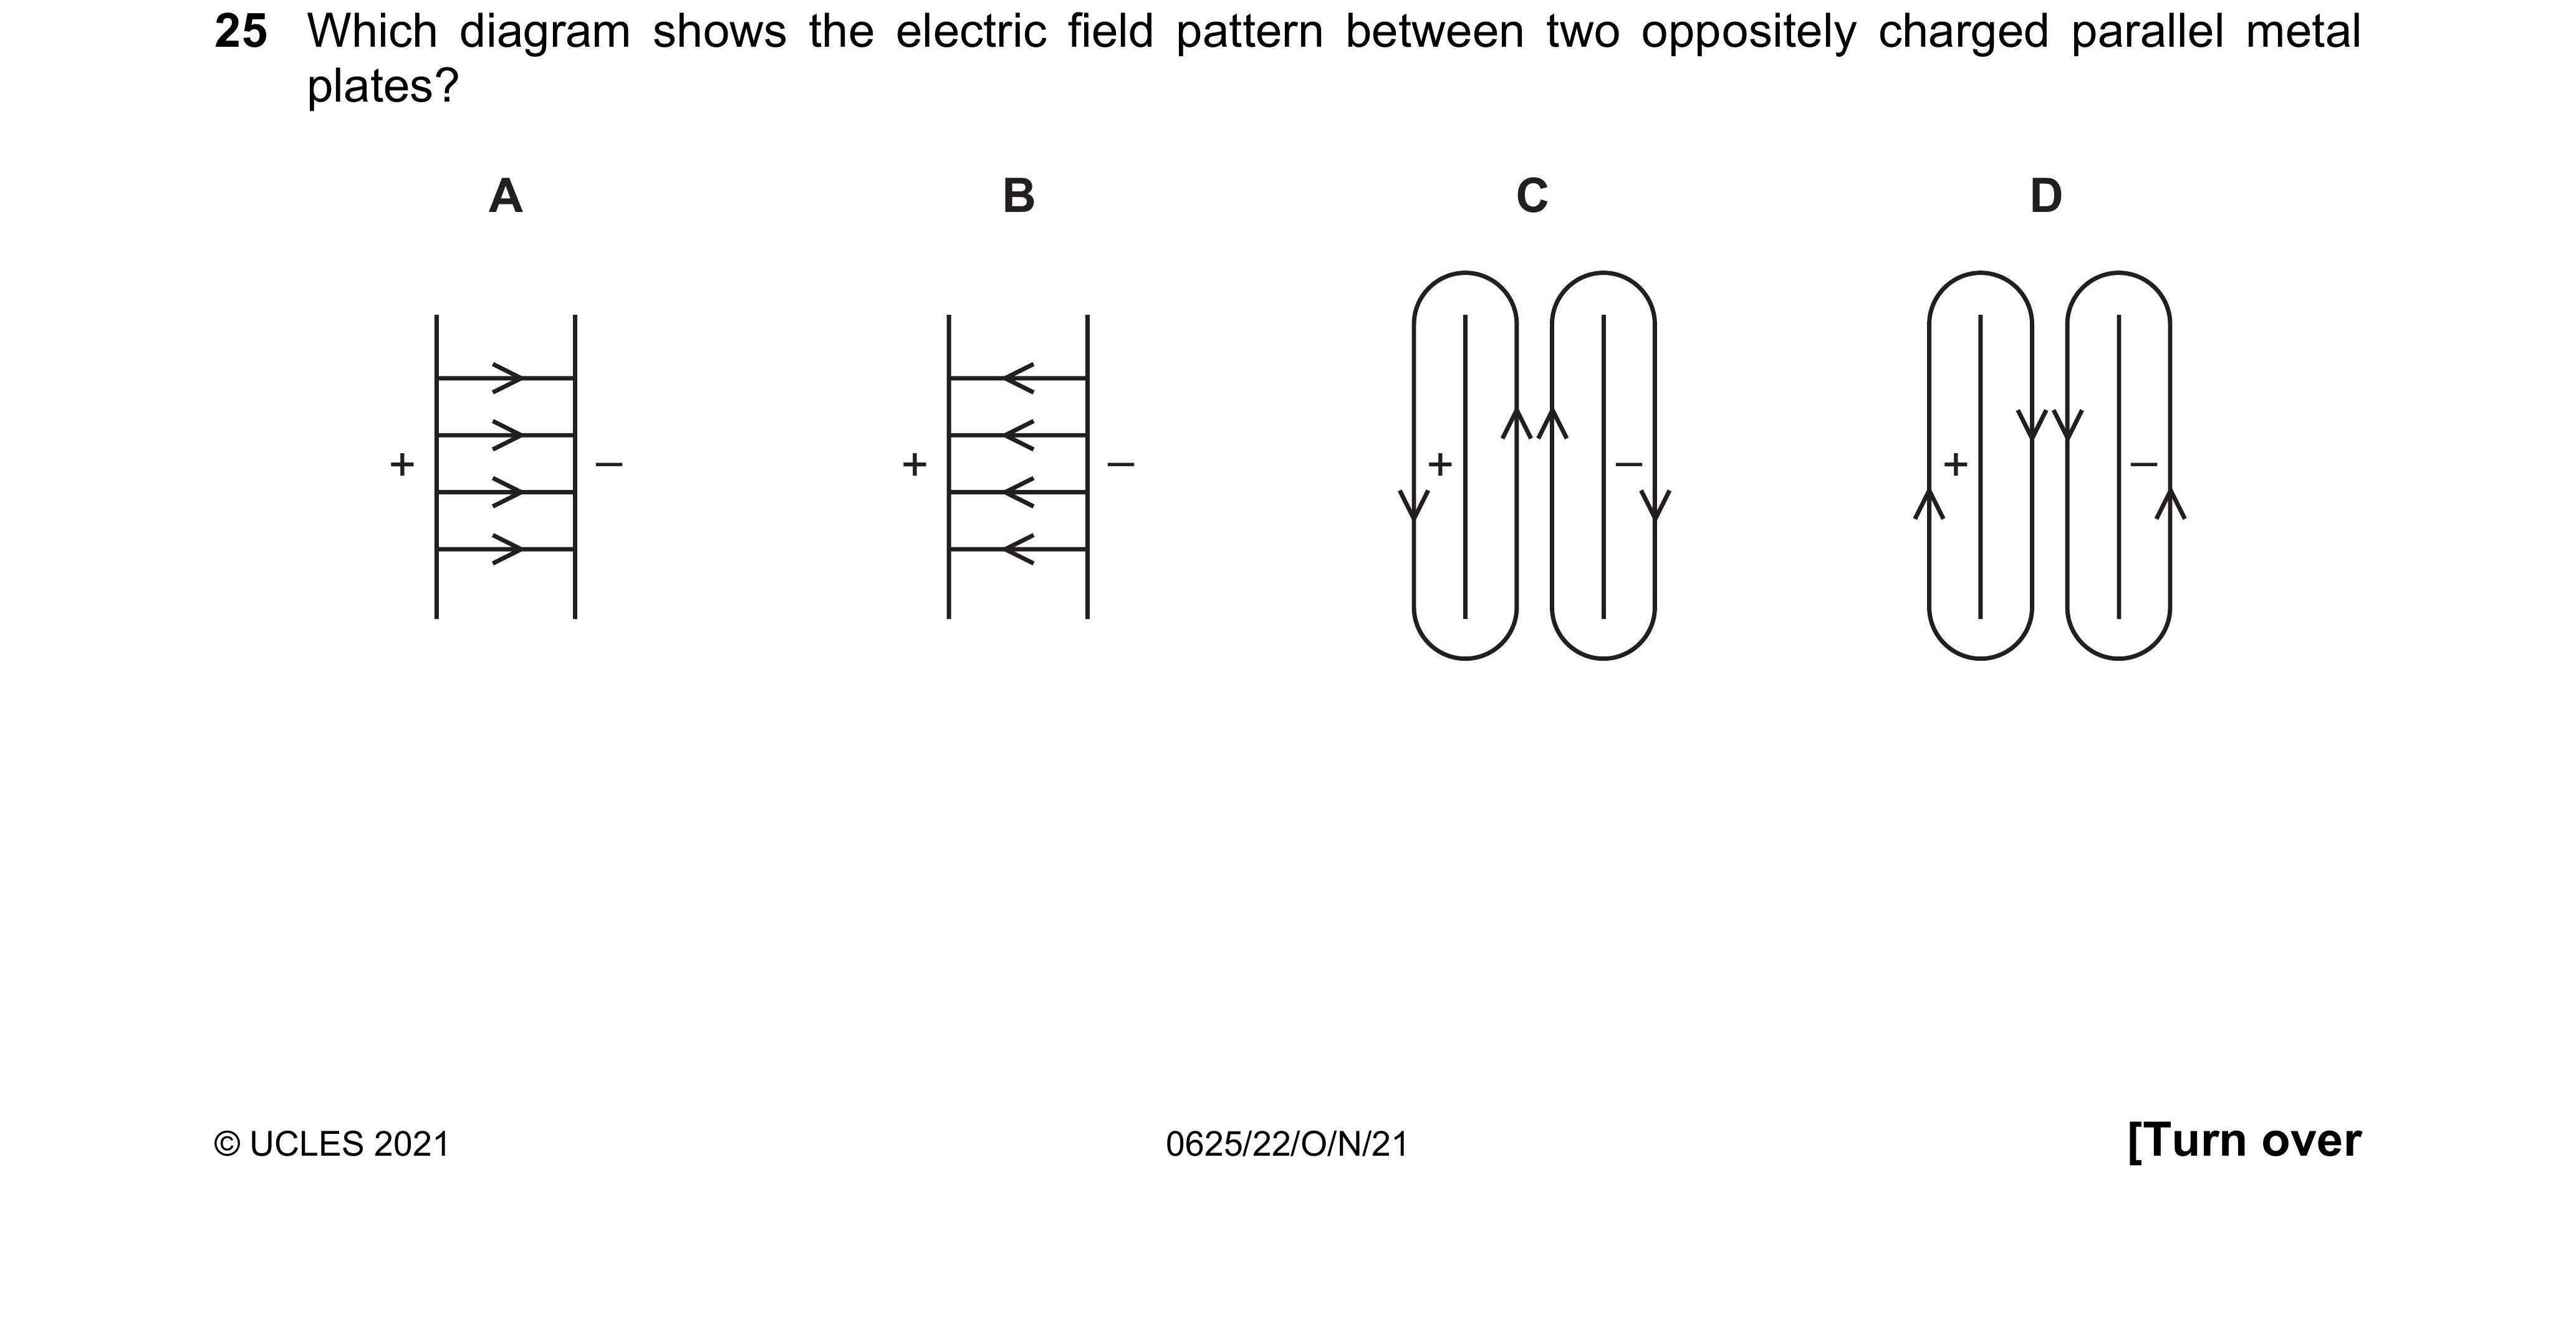 25 Which diagram shows the electric field pattern between two oppositely charged parallel metal
plates?
A B C D
+ – + – + – + –
© UCLES 2021 0625/22/O/N/21 [Turn over